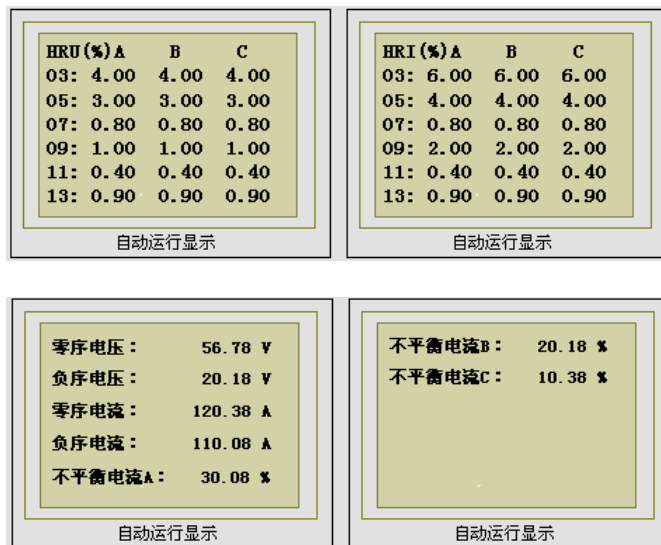 HRU(%)A B C
03: 4.00 4.00 4.00
05: 3.00 3.00 3.00
07: 0.80 0.80 0.80
09: 1.00 1.00 1.00
11: 0.40 0.40 0.40
13: 0.90 0.90 0.90
自动运行显示
HRI(%)A B C
03: 6.00 6.00 6.00
05: 4.00 4.00 4.00
07: 0.80 0.80 0.80
09: 2.00 2.00 2.00
11: 0.40 0.40 0.40
13: 0.90 0.90 0.90
自动运行显示
零序电压： 56.78 V
负序电压： 20.18 V
零序电流： 120.38 A
负序电流： 110.08 A
不平衡电流A： 30.08 %
自动运行显示
不平衡电流B： 20.18 %
不平衡电流C： 10.38 %
自动运行显示